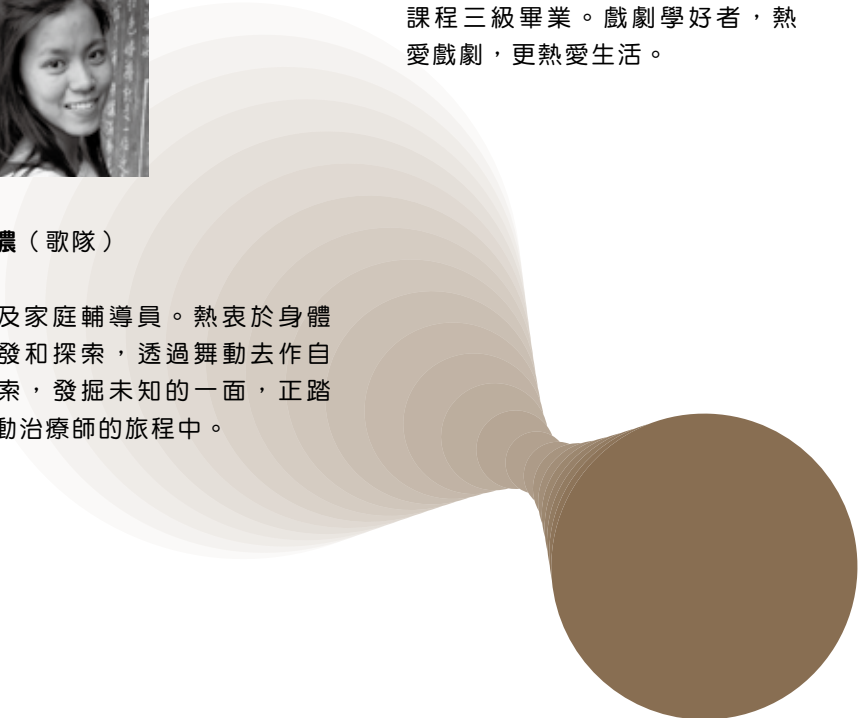 課程三級畢業。戲劇學好者，熱
愛戲劇，更熱愛生活。
濃（歌隊）
及家庭輔導員。熱衷於身體
發和探索，透過舞動去作自
索，發掘未知的一面，正踏
動治療師的旅程中。